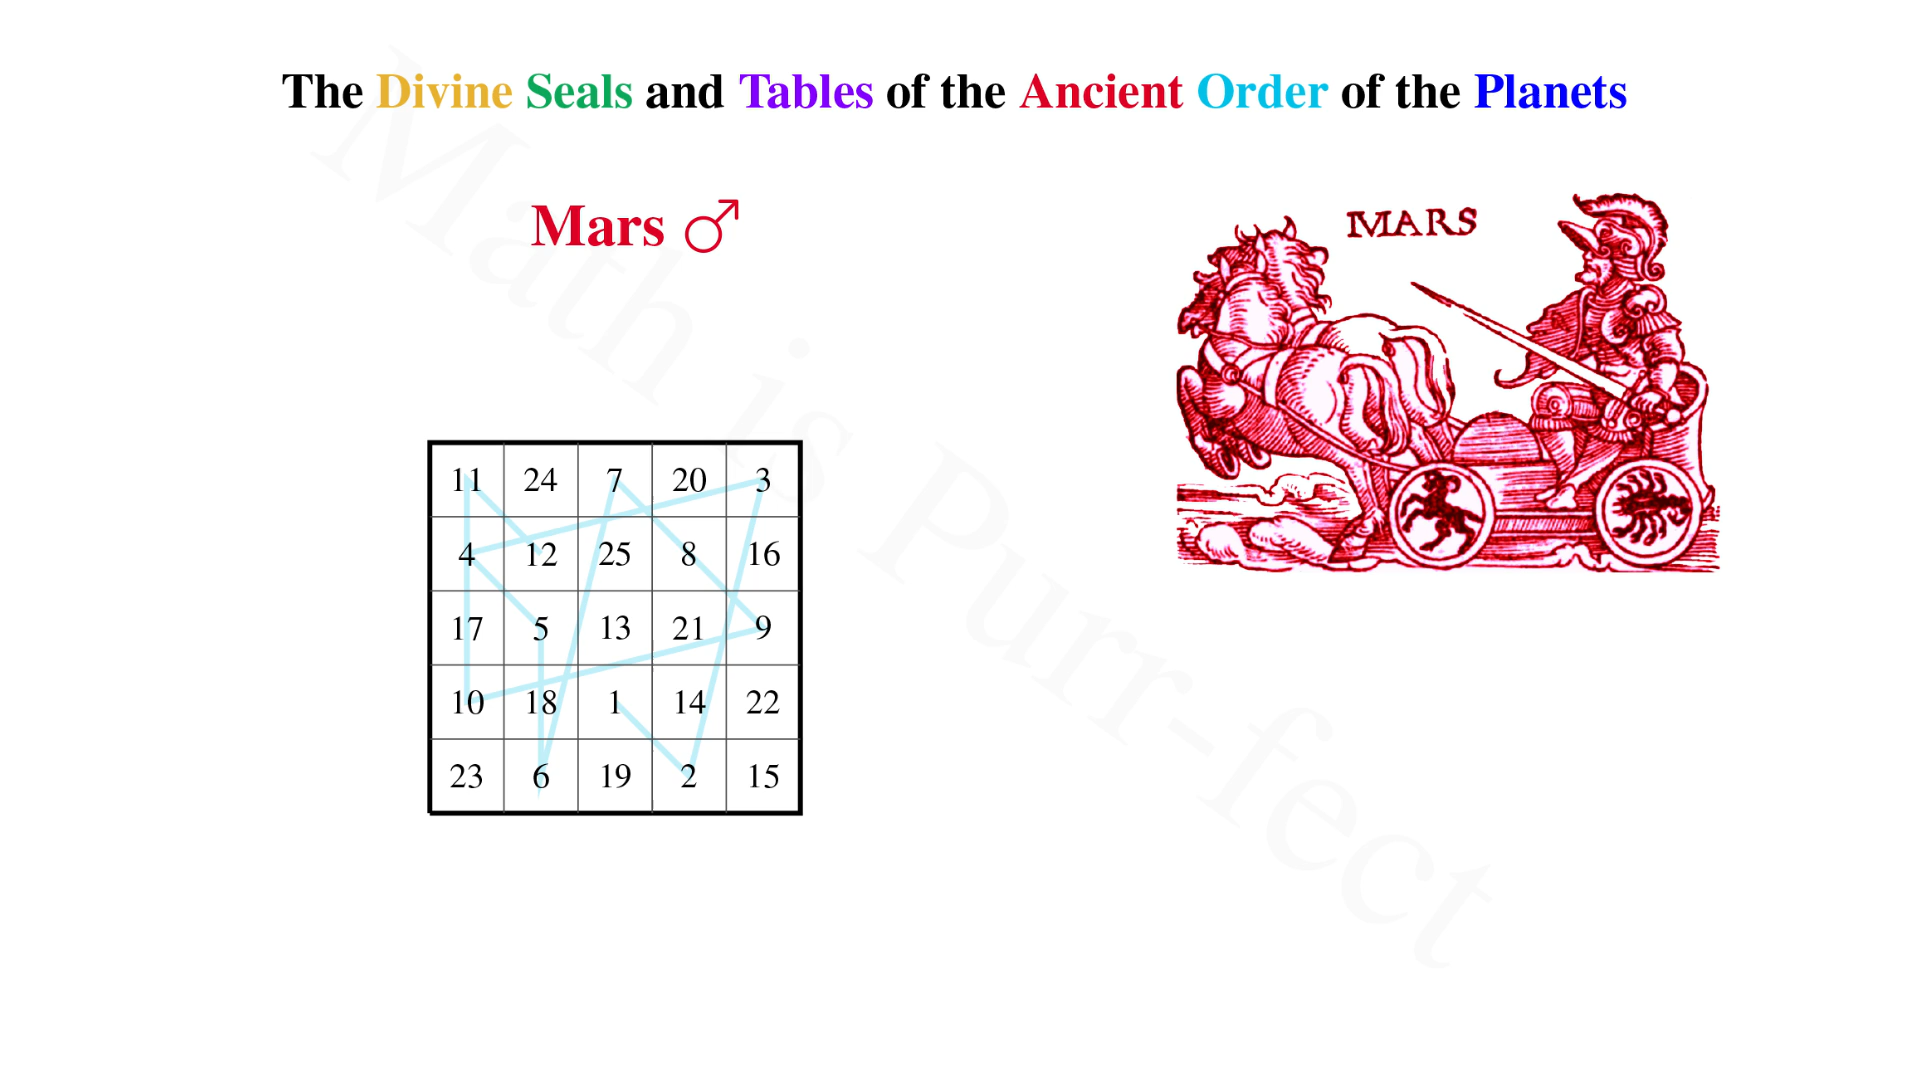 The Divine Seals and Tables of the Ancient Order of the Planets
Mars ♂
MARS
11 24 7 20 3
4 12 25 8 16
17 5 13 21 9
10 18 1 14 22
23 6 19 2 15
Math is Purr-fect